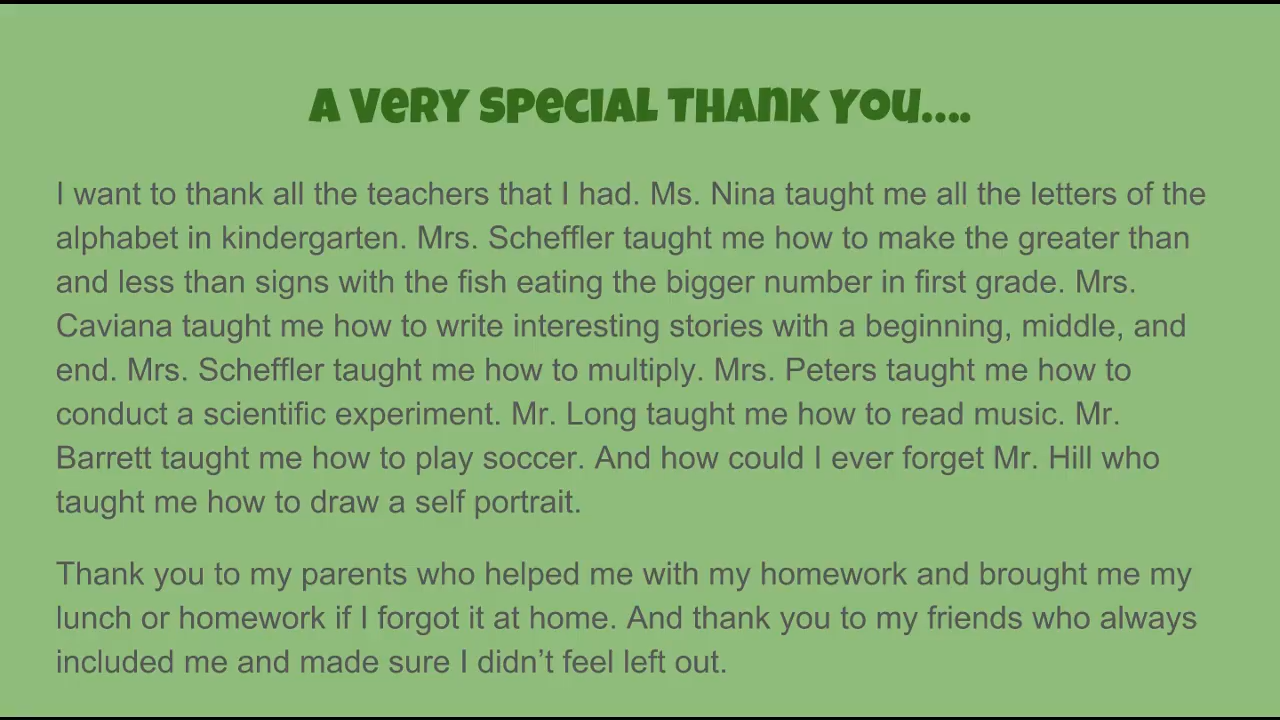 A Very Special Thank You....
I want to thank all the teachers that I had. Ms. Nina taught me all the letters of the
alphabet in kindergarten. Mrs. Scheffler taught me how to make the greater than
and less than signs with the fish eating the bigger number in first grade. Mrs.
Caviana taught me how to write interesting stories with a beginning, middle, and
end. Mrs. Scheffler taught me how to multiply. Mrs. Peters taught me how to
conduct a scientific experiment. Mr. Long taught me how to read music. Mr.
Barrett taught me how to play soccer. And how could I ever forget Mr. Hill who
taught me how to draw a self portrait.
Thank you to my parents who helped me with my homework and brought me my
lunch or homework if I forgot it at home. And thank you to my friends who always
included me and made sure I didn’t feel left out.